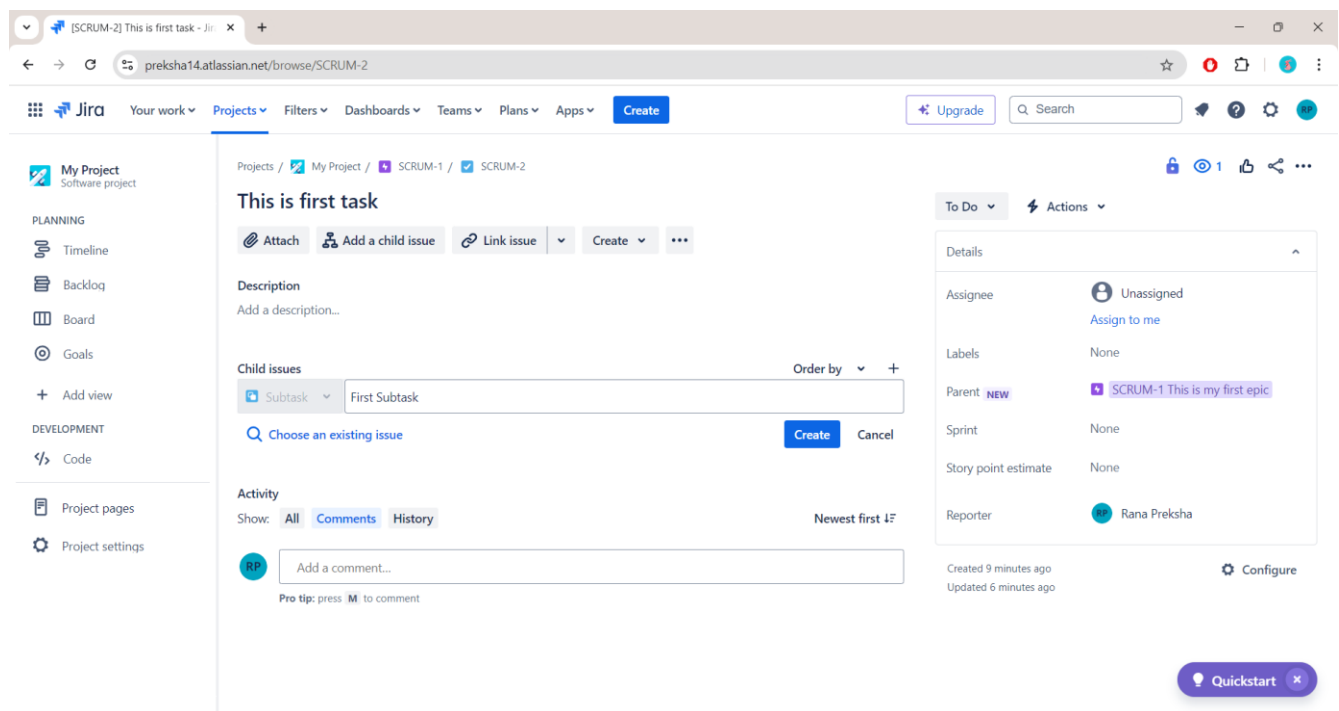 [SCRUM-2] This is first task - Jir
preksha14.atlassian.net/browse/SCRUM-2
Jira Your work Projects Filters Dashboards Teams Plans Apps Create Upgrade Search RP
My Project
Software project
PLANNING
Timeline
Backlog
Board
Goals
Add view
DEVELOPMENT
Code
Project pages
Project settings
Projects / My Project / SCRUM-1 / SCRUM-2
1
This is first task
Attach Add a child issue Link issue Create
Description
Add a description...
Child issues Order by
Subtask First Subtask
Choose an existing issue Create Cancel
Activity
Show: All Comments History Newest first
RP Add a comment...
Pro tip: press M to comment
To Do Actions
Details
Assignee Unassigned
Assign to me
Labels None
Parent NEW SCRUM-1 This is my first epic
Sprint None
Story point estimate None
Reporter RP Rana Preksha
Created 9 minutes ago Configure
Updated 6 minutes ago
Quickstart